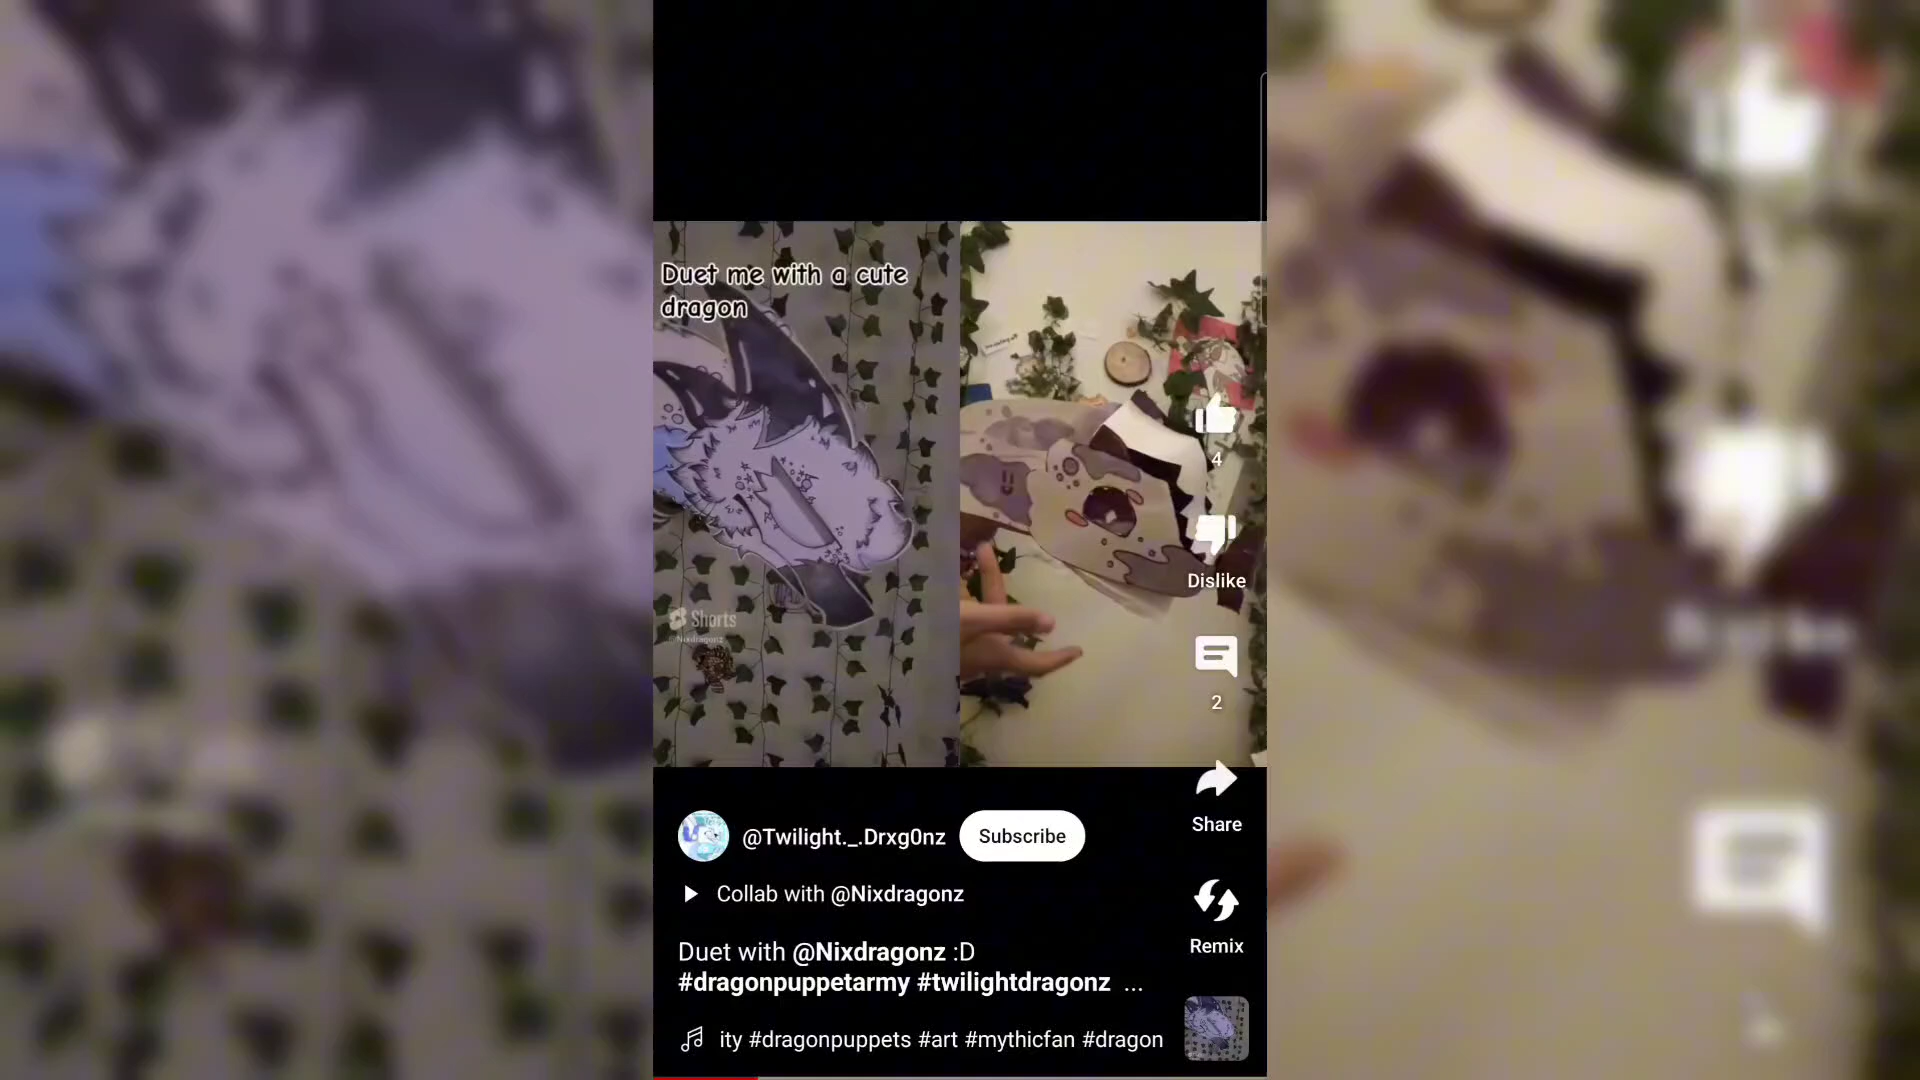 Duet me with a cute
dragon
Shorts
@Nixdragonz
4
Dislike
2
Share
@Twilight._.Drxg0nz
Subscribe
Collab with @Nixdragonz
Remix
Duet with @Nixdragonz :D
#dragonpuppetarmy #twilightdragonz ...
ity #dragonpuppets #art #mythicfan #dragon